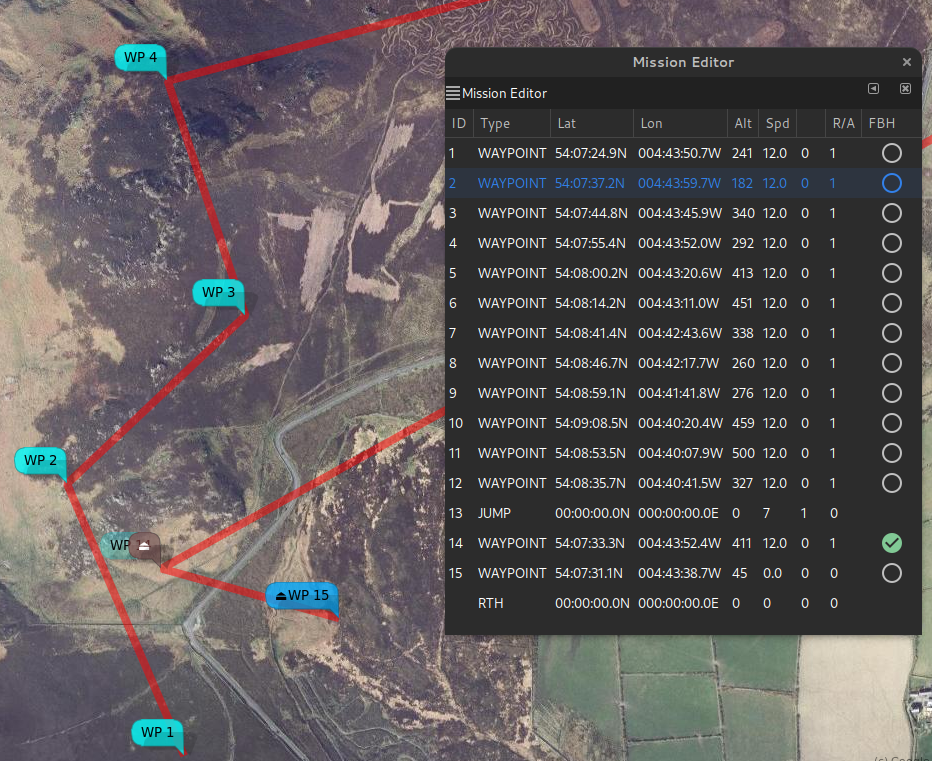 WP 4
WP 3
WP 2
WP
WP 15
WP 1
Mission Editor
Mission Editor
ID Type Lat Lon Alt Spd R/A FBH
1 WAYPOINT 54:07:24.9N 004:43:50.7W 241 12.0 0 1
2 WAYPOINT 54:07:37.2N 004:43:59.7W 182 12.0 0 1
3 WAYPOINT 54:07:44.8N 004:43:45.9W 340 12.0 0 1
4 WAYPOINT 54:07:55.4N 004:43:52.0W 292 12.0 0 1
5 WAYPOINT 54:08:00.2N 004:43:20.6W 413 12.0 0 1
6 WAYPOINT 54:08:14.2N 004:43:11.0W 451 12.0 0 1
7 WAYPOINT 54:08:41.4N 004:42:43.6W 338 12.0 0 1
8 WAYPOINT 54:08:46.7N 004:42:17.7W 260 12.0 0 1
9 WAYPOINT 54:08:59.1N 004:41:41.8W 276 12.0 0 1
10 WAYPOINT 54:09:08.5N 004:40:20.4W 459 12.0 0 1
11 WAYPOINT 54:08:53.5N 004:40:07.9W 500 12.0 0 1
12 WAYPOINT 54:08:35.7N 004:40:41.5W 327 12.0 0 1
13 JUMP 00:00:00.0N 000:00:00.0E 0 7 1 0
14 WAYPOINT 54:07:33.3N 004:43:52.4W 411 12.0 0 1
15 WAYPOINT 54:07:31.1N 004:43:38.7W 45 0.0 0 0
RTH 00:00:00.0N 000:00:00.0E 0 0 0 0